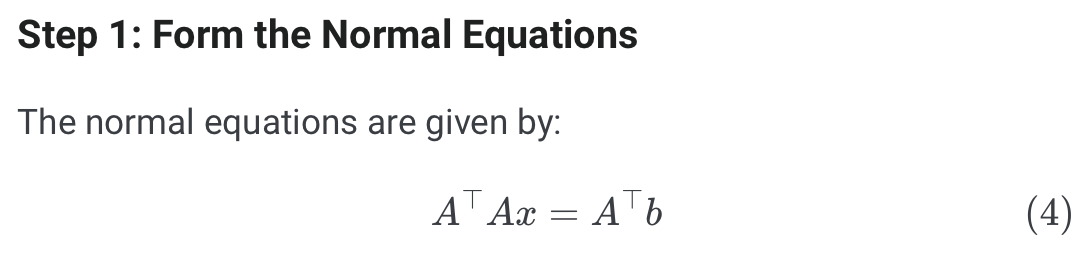 Step 1: Form the Normal Equations
The normal equations are given by:
A⊤Ax = A⊤b (4)